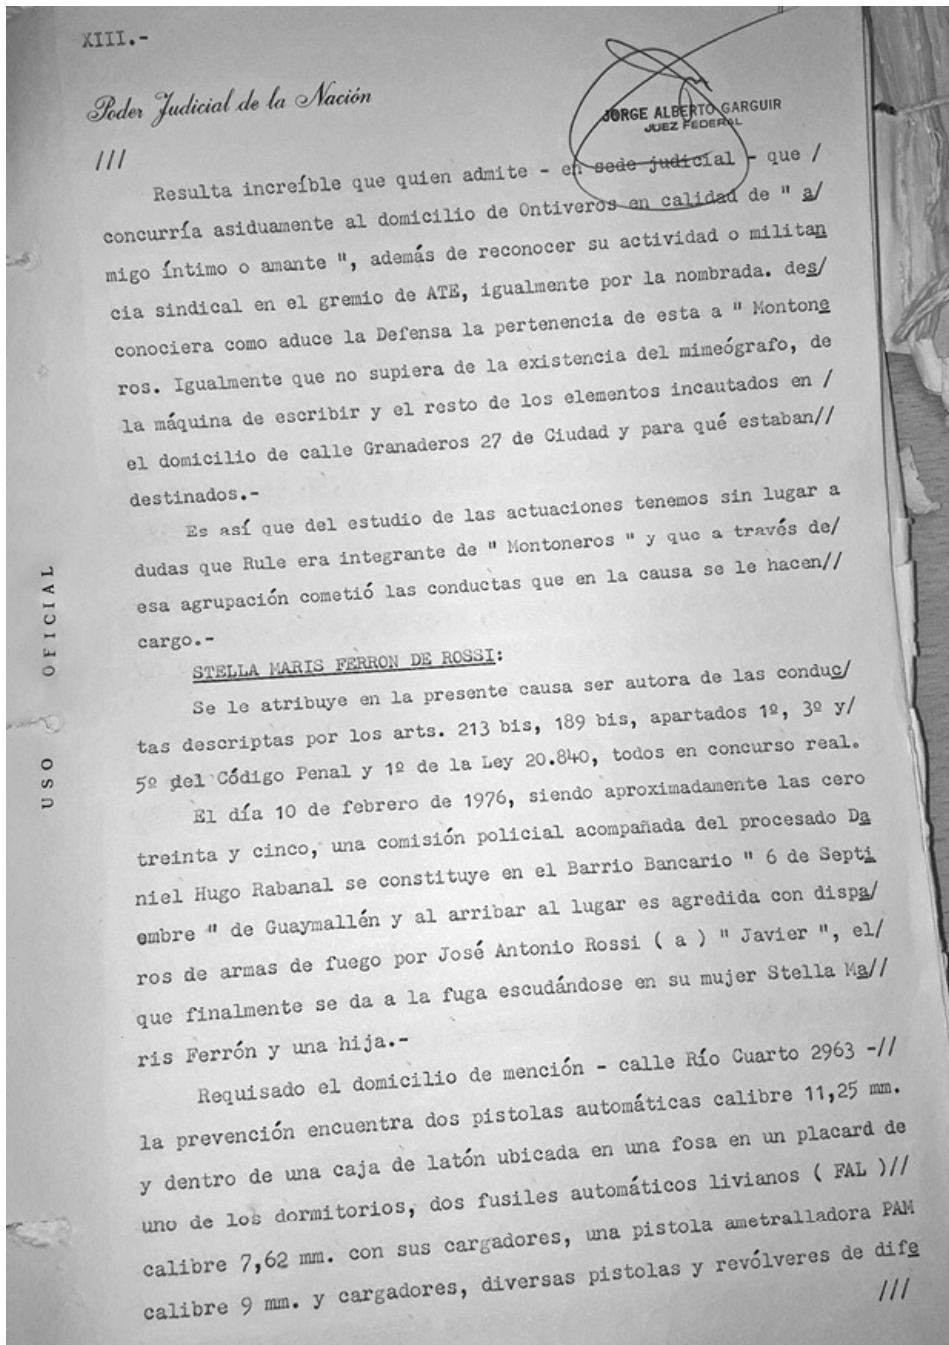 XIII.-
Poder Judicial de la Nación
JORGE ALBERTO GARGUIR
JUEZ FEDERAL
///
Resulta increíble que quien admite - en sede judicial - que /
concurría asiduamente al domicilio de Ontiveros en calidad de " a/
migo íntimo o amante ", además de reconocer su actividad o militan
cia sindical en el gremio de ATE, igualmente por la nombrada. des/
conociera como aduce la Defensa la pertenencia de esta a " Montone
ros. Igualmente que no supiera de la existencia del mimeógrafo, de
la máquina de escribir y el resto de los elementos incautados en /
el domicilio de calle Granaderos 27 de Ciudad y para qué estaban//
destinados.-
Es así que del estudio de las actuaciones tenemos sin lugar a
dudas que Rule era integrante de " Montoneros " y que a través de/
esa agrupación cometió las conductas que en la causa se le hacen//
cargo.-
STELLA MARIS FERRON DE ROSSI:
Se le atribuye en la presente causa ser autora de las conduc/
tas descriptas por los arts. 213 bis, 189 bis, apartados 1º, 3º y/
5º del Código Penal y 1º de la Ley 20.840, todos en concurso real.
El día 10 de febrero de 1976, siendo aproximadamente las cero
treinta y cinco, una comisión policial acompañada del procesado Da
niel Hugo Rabanal se constituye en el Barrio Bancario " 6 de Septi
embre " de Guaymallén y al arribar al lugar es agredida con dispa/
ros de armas de fuego por José Antonio Rossi ( a ) " Javier ", el/
que finalmente se da a la fuga escudándose en su mujer Stella Ma//
ris Ferrón y una hija.-
Requisado el domicilio de mención - calle Río Cuarto 2963 -//
la prevención encuentra dos pistolas automáticas calibre 11,25 mm.
y dentro de una caja de latón ubicada en una fosa en un placard de
uno de los dormitorios, dos fusiles automáticos livianos ( FAL )//
calibre 7,62 mm. con sus cargadores, una pistola ametralladora PAM
calibre 9 mm. y cargadores, diversas pistolas y revólveres de dife
///
USO OFICIAL